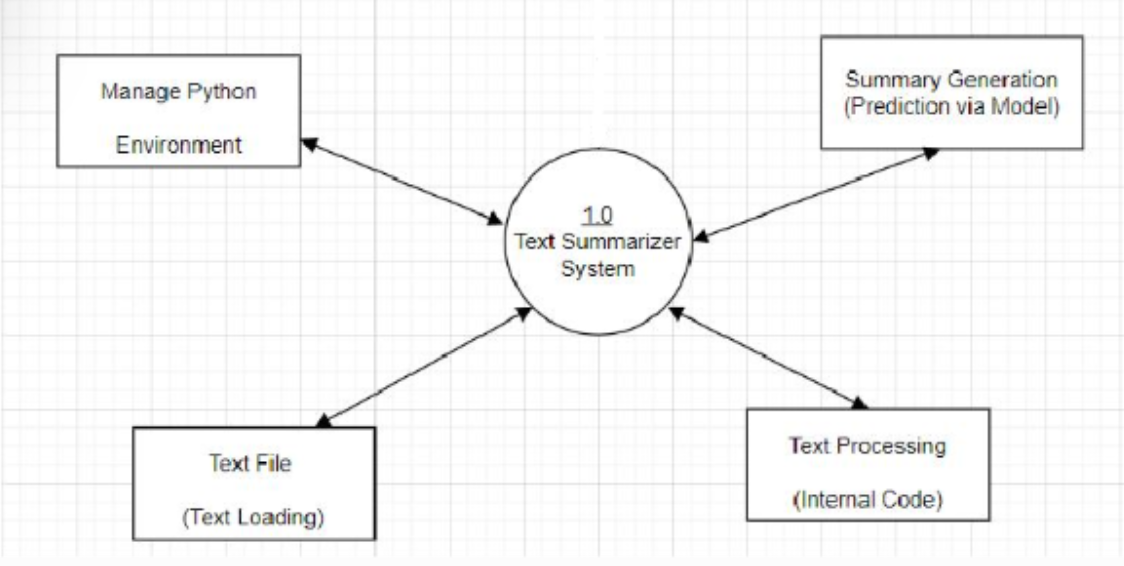 Manage Python
Environment
Summary Generation
(Prediction via Model)
1.0
Text Summarizer
System
Text File
(Text Loading)
Text Processing
(Internal Code)